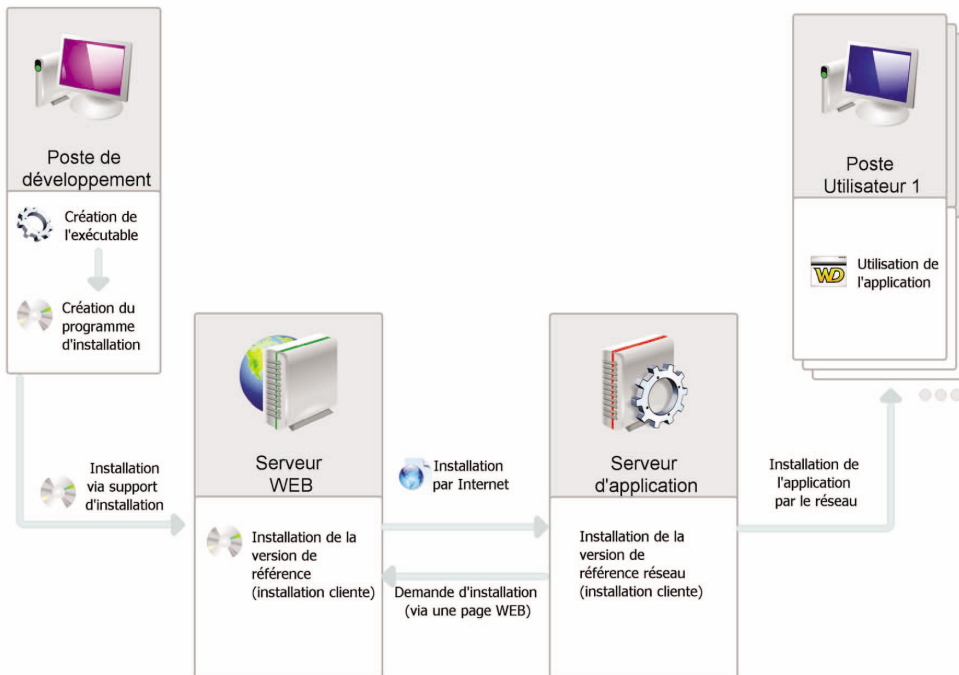 Poste de
développement
Création de
l'exécutable
Création du
programme
d'installation
Installation
via support
d'installation
Serveur
WEB
Installation de la
version de
référence
(installation cliente)
Installation
par Internet
Demande d'installation
(via une page WEB)
Serveur
d'application
Installation de la
version de
référence réseau
(installation cliente)
Installation de
l'application
par le réseau
Poste
Utilisateur 1
WD
Utilisation de
l'application